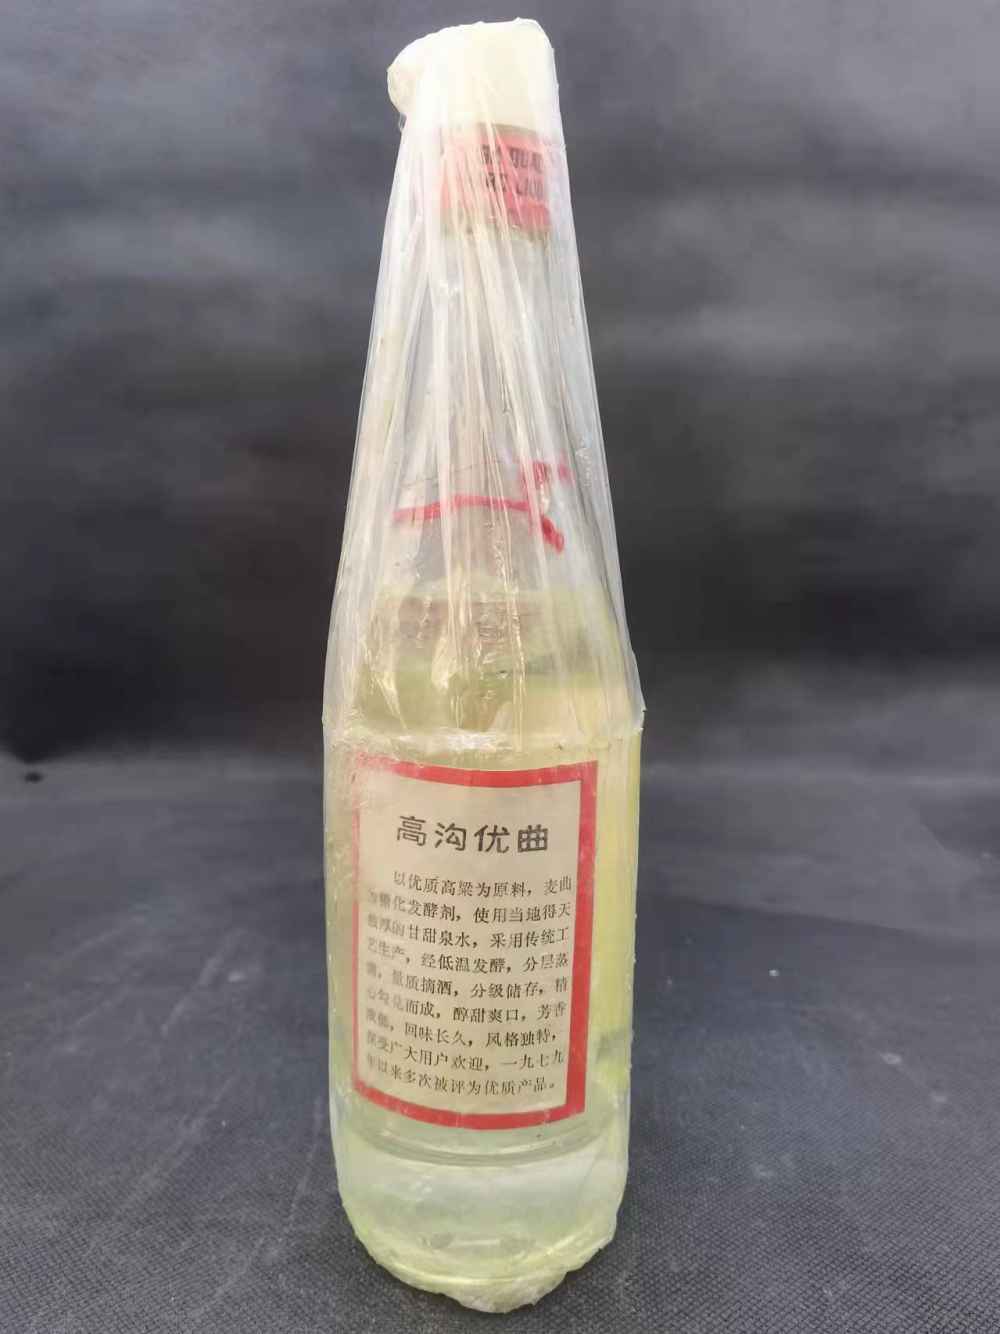 QU
高沟优曲
以优质高粱为原料，麦曲
糖化发酵剂，使用当地得天
厚的甘甜泉水，采用传统工
艺生产，经低温发酵，分层蒸
量质摘酒，分级储存，精
心勾兑而成，醇甜爽口，芳香
回味长久，风格独特，
深受广大用户欢迎，一九七九
年以来多次被评为优质产品。